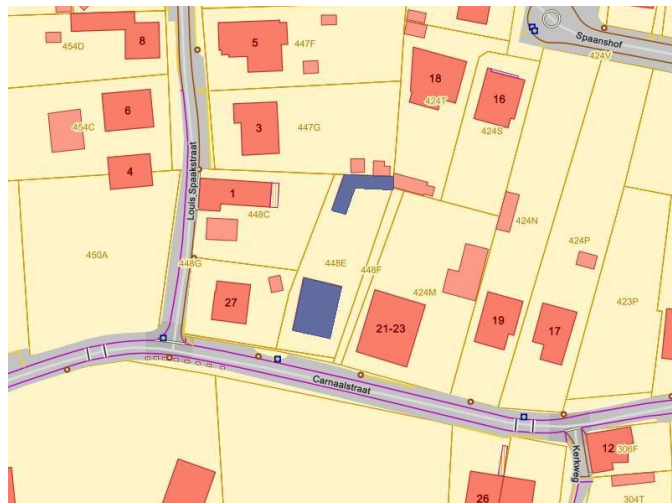 454D
8
5
447F
Spaanshof
424V
18
424T
16
424S
6
454C
3
447G
4
Louis Spaakstraat
1
448C
424N
450A
448G
448E
448F
424M
424P
423P
27
21-23
19
17
Carnaalstraat
Kerkweg
12
306F
26
304T